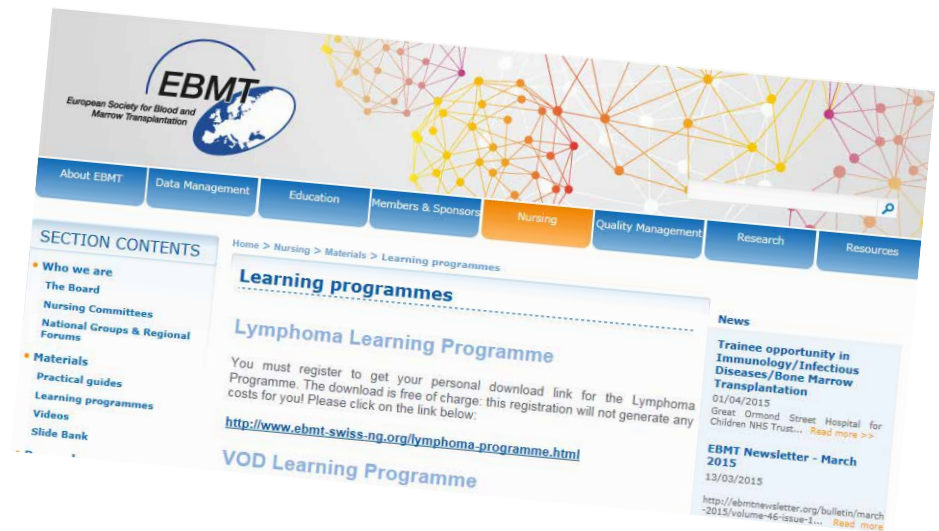 EBMT
European Society for Blood and
Marrow Transplantation
About EBMT
Data Management
Education
Members & Sponsors
Nursing
Quality Management
Research
Resources
SECTION CONTENTS
Who we are
The Board
Nursing Committees
National Groups & Regional
Forums
Materials
Practical guides
Learning programmes
Videos
Slide Bank
Home > Nursing > Materials > Learning programmes
Learning programmes
Lymphoma Learning Programme
You must register to get your personal download link for the Lymphoma
Programme. The download is free of charge: this registration will not generate any
costs for you! Please click on the link below:
http://www.ebmt-swiss-ng.org/lymphoma-programme.html
VOD Learning Programme
News
Trainee opportunity in
Immunology/Infectious
Diseases/Bone Marrow
Transplantation
01/04/2015
Great Ormond Street Hospital for
Children NHS Trust... Read more >>
EBMT Newsletter - March
2015
13/03/2015
http://ebmtnewsletter.org/bulletin/march
-2015/volume-46-issue-1... Read more